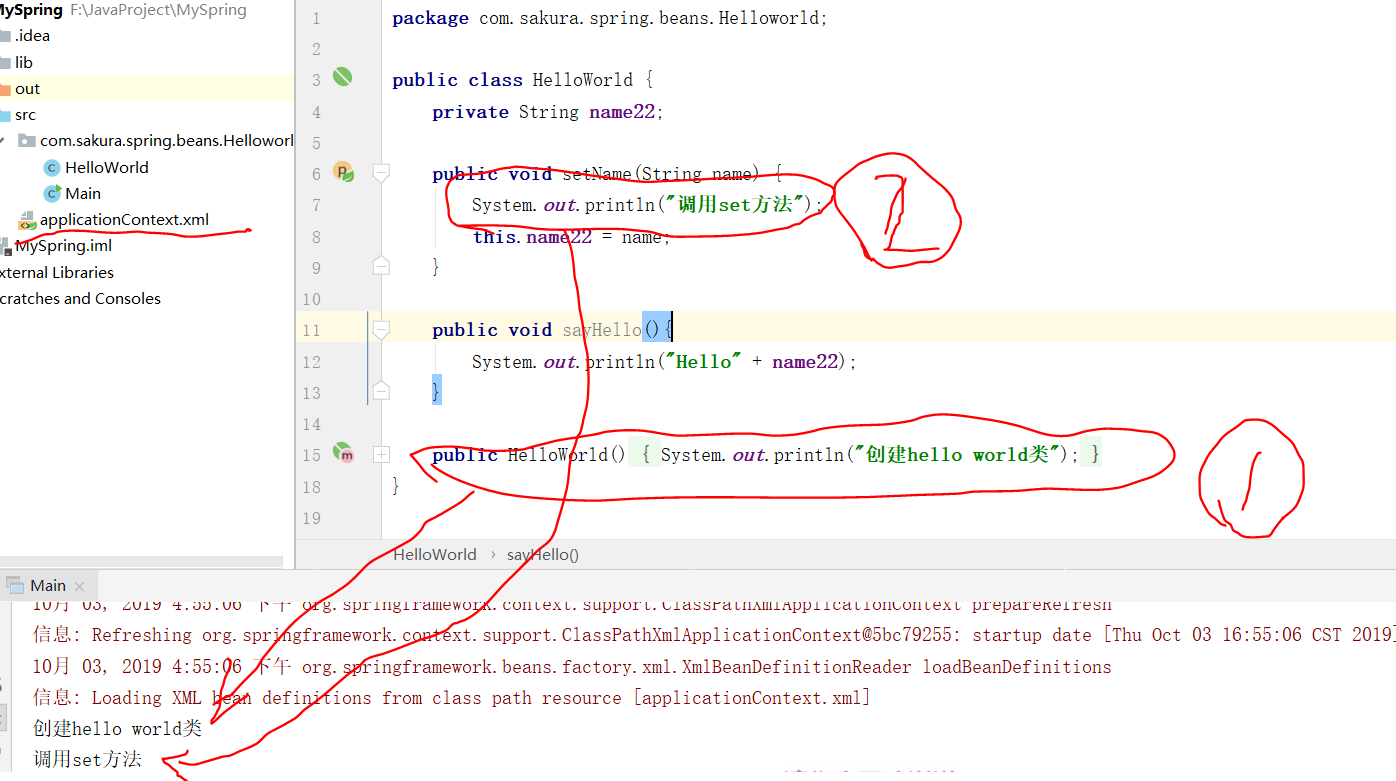 MySpring F:\JavaProject\MySpring
.idea
lib
out
src
com.sakura.spring.beans.Helloworl
HelloWorld
Main
applicationContext.xml
MySpring.iml
xternal Libraries
cratches and Consoles
1 package com.sakura.spring.beans.Helloworld;
2
3 public class HelloWorld {
4 private String name22;
5
6 public void setName(String name) {
7 System.out.println("调用set方法");
8 this.name22 = name;
9 }
10
11 public void sayHello(){
12 System.out.println("Hello" + name22);
13 }
14
15 public HelloWorld() { System.out.println("创建hello world类"); }
18 }
19
2
1
HelloWorld › sayHello()
Main
10月 03, 2019 4:55:06 下午 org.springframework.context.support.ClassPathXmlApplicationContext prepareRefresh
信息: Refreshing org.springframework.context.support.ClassPathXmlApplicationContext@5bc79255: startup date [Thu Oct 03 16:55:06 CST 2019]
10月 03, 2019 4:55:06 下午 org.springframework.beans.factory.xml.XmlBeanDefinitionReader loadBeanDefinitions
信息: Loading XML bean definitions from class path resource [applicationContext.xml]
创建hello world类
调用set方法